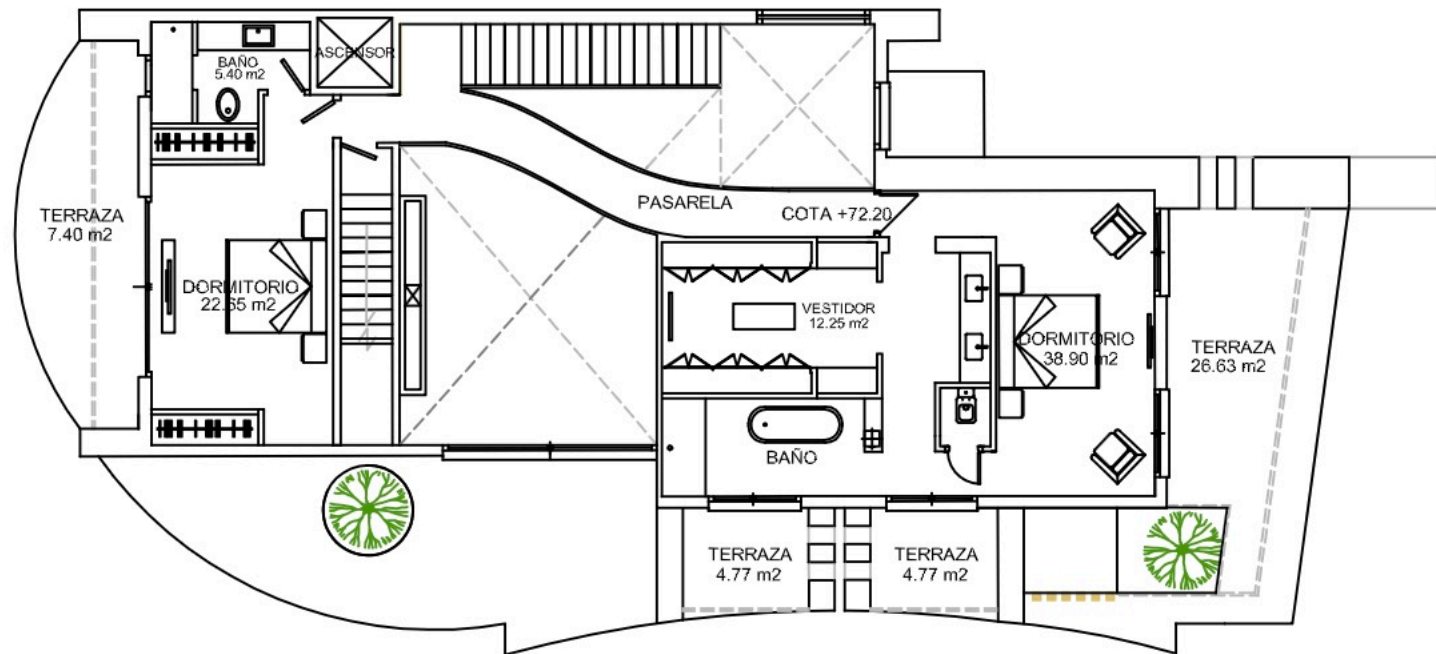 ASCENSOR
BAÑO
5.40 m2
TERRAZA
7.40 m2
PASARELA
COTA +72.20
DORMITORIO
22.65 m2
VESTIDOR
12.25 m2
DORMITORIO
38.90 m2
TERRAZA
26.63 m2
BAÑO
TERRAZA
4.77 m2
TERRAZA
4.77 m2